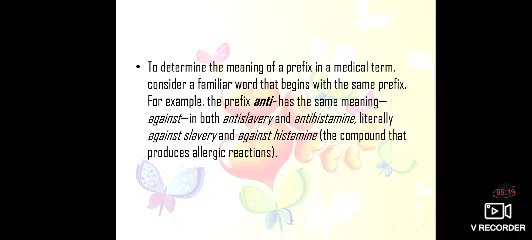 • To determine the meaning of a prefix in a medical term,
consider a familiar word that begins with the same prefix.
For example, the prefix anti- has the same meaning—
against—in both antislavery and antihistamine, literally
against slavery and against histamine (the compound that
produces allergic reactions).
05:19
V RECORDER